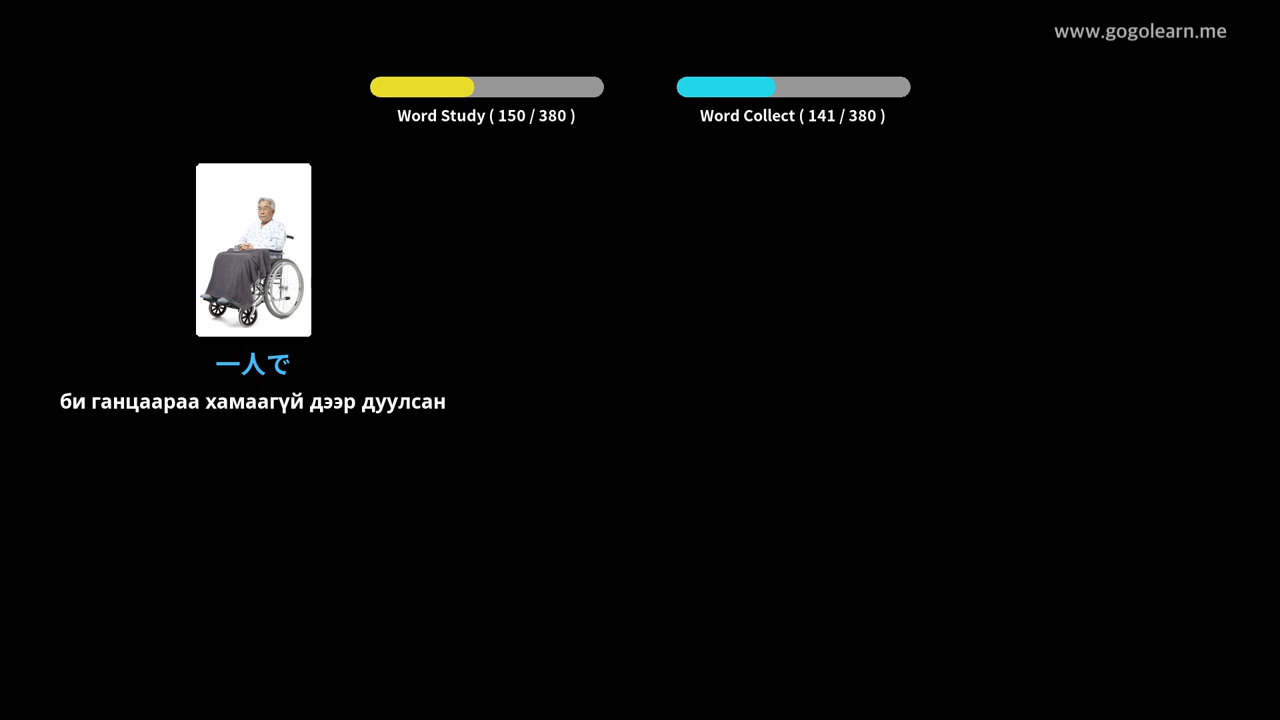 www.gogolearn.me
Word Study ( 150 / 380 )
Word Collect ( 141 / 380 )
一人で
би ганцаараа хамаагүй дээр дуулсан